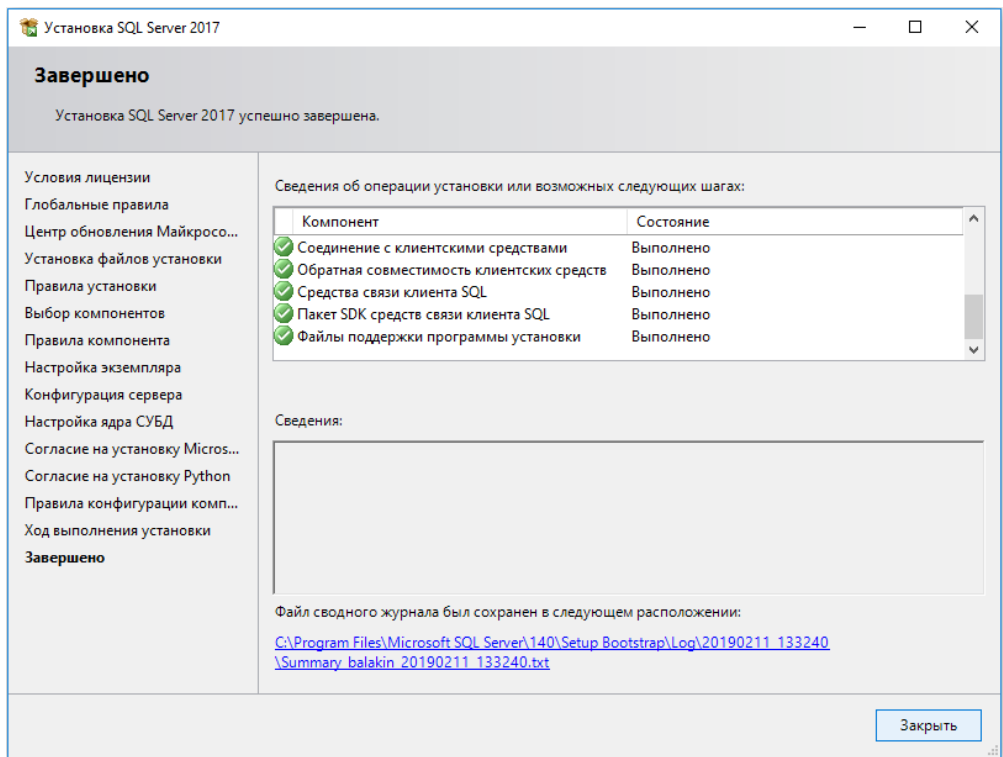 Установка SQL Server 2017
Завершено
Установка SQL Server 2017 успешно завершена.
Условия лицензии
Глобальные правила
Центр обновления Майкросо...
Установка файлов установки
Правила установки
Выбор компонентов
Правила компонента
Настройка экземпляра
Конфигурация сервера
Настройка ядра СУБД
Согласие на установку Micros...
Согласие на установку Python
Правила конфигурации комп...
Ход выполнения установки
Завершено
Сведения об операции установки или возможных следующих шагах:
Компонент Состояние
Соединение с клиентскими средствами Выполнено
Обратная совместимость клиентских средств Выполнено
Средства связи клиента SQL Выполнено
Пакет SDK средств связи клиента SQL Выполнено
Файлы поддержки программы установки Выполнено
Сведения:
Файл сводного журнала был сохранен в следующем расположении:
C:\Program Files\Microsoft SQL Server\140\Setup Bootstrap\Log\20190211_133240
\Summary_balakin_20190211_133240.txt
Закрыть